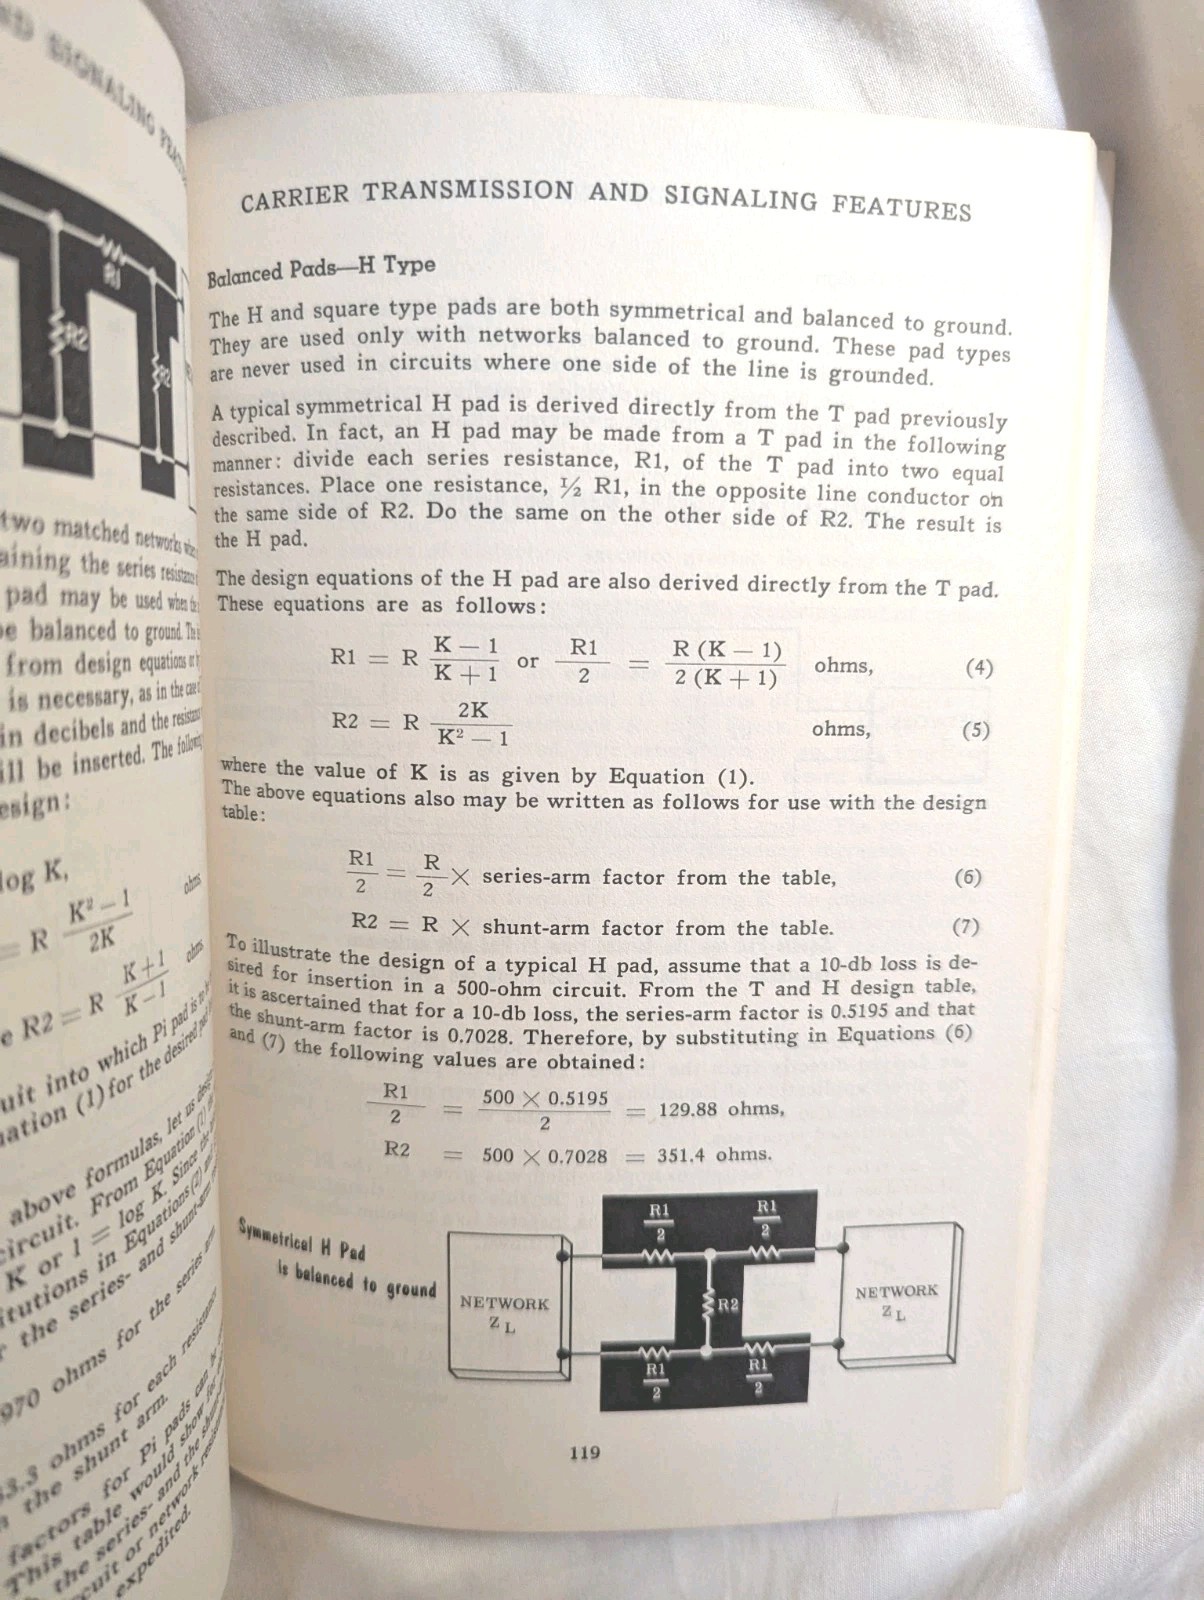 SIGNALING
R1
R2
two matched networks
aining the series
pad may be used when
be balanced to ground.
from design equations or
is necessary, as in the case
in decibels and the
ill be inserted. The
esign:
log K,
= R K² − 1 / 2K ohms
R2 = R K+1 / K−1 ohms
uit into which Pi pad is to
uation (1) for the desired
above formulas, let us
circuit. From Equation (1)
K or 1 = log K. Since the
itutions in Equations (2) and
the series- and shunt-arm
970 ohms for the series
3.3 ohms for each
the shunt arm.
factors for Pi pads can
This table would show
the series- and the
cuit or network
expedited.
CARRIER TRANSMISSION AND SIGNALING FEATURES
Balanced Pads—H Type
The H and square type pads are both symmetrical and balanced to ground.
They are used only with networks balanced to ground. These pad types
are never used in circuits where one side of the line is grounded.
A typical symmetrical H pad is derived directly from the T pad previously
described. In fact, an H pad may be made from a T pad in the following
manner: divide each series resistance, R1, of the T pad into two equal
resistances. Place one resistance, ½ R1, in the opposite line conductor on
the same side of R2. Do the same on the other side of R2. The result is
the H pad.
The design equations of the H pad are also derived directly from the T pad.
These equations are as follows:
R1 = R K − 1 / K + 1 or R1 / 2 = R (K − 1) / 2 (K + 1) ohms, (4)
R2 = R 2K / K² − 1 ohms, (5)
where the value of K is as given by Equation (1).
The above equations also may be written as follows for use with the design
table:
R1 / 2 = R / 2 × series-arm factor from the table, (6)
R2 = R × shunt-arm factor from the table. (7)
To illustrate the design of a typical H pad, assume that a 10-db loss is de-
sired for insertion in a 500-ohm circuit. From the T and H design table,
it is ascertained that for a 10-db loss, the series-arm factor is 0.5195 and that
the shunt-arm factor is 0.7028. Therefore, by substituting in Equations (6)
and (7) the following values are obtained:
R1 / 2 = 500 × 0.5195 / 2 = 129.88 ohms,
R2 = 500 × 0.7028 = 351.4 ohms.
Symmetrical H Pad
is balanced to ground
NETWORK
Z L
R1 / 2
R1 / 2
R2
R1 / 2
R1 / 2
NETWORK
Z L
119